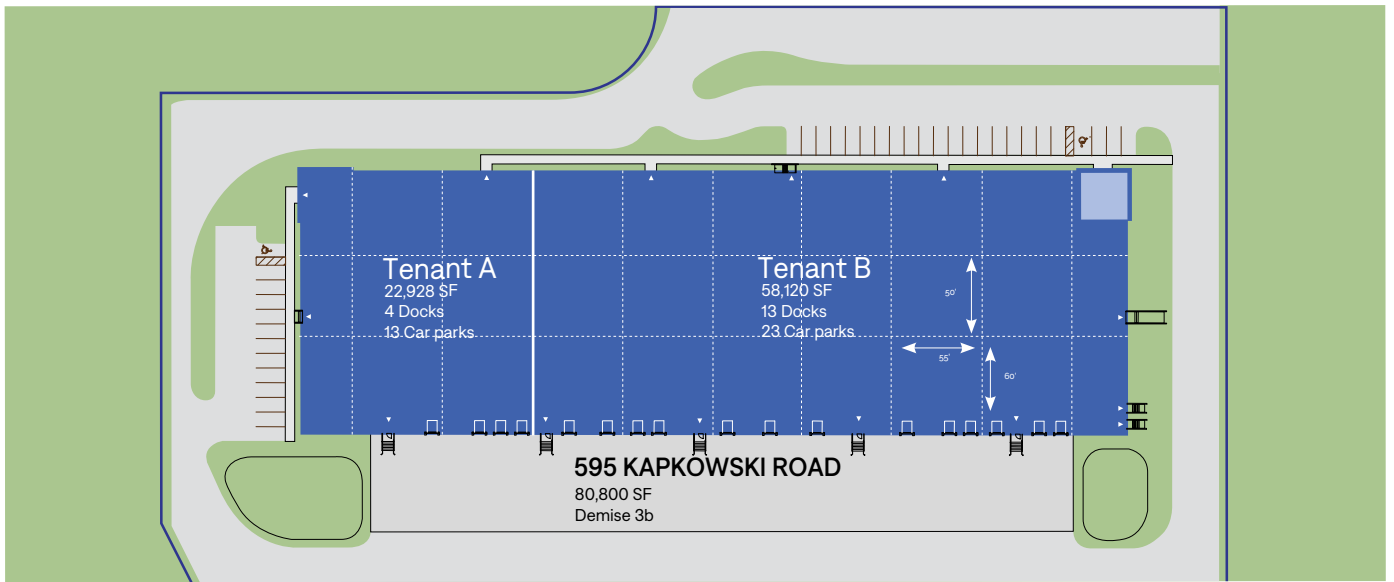 Tenant A
22,928 SF
4 Docks
13 Car parks
Tenant B
58,120 SF
13 Docks
23 Car parks
50'
55'
60'
595 KAPKOWSKI ROAD
80,800 SF
Demise 3b